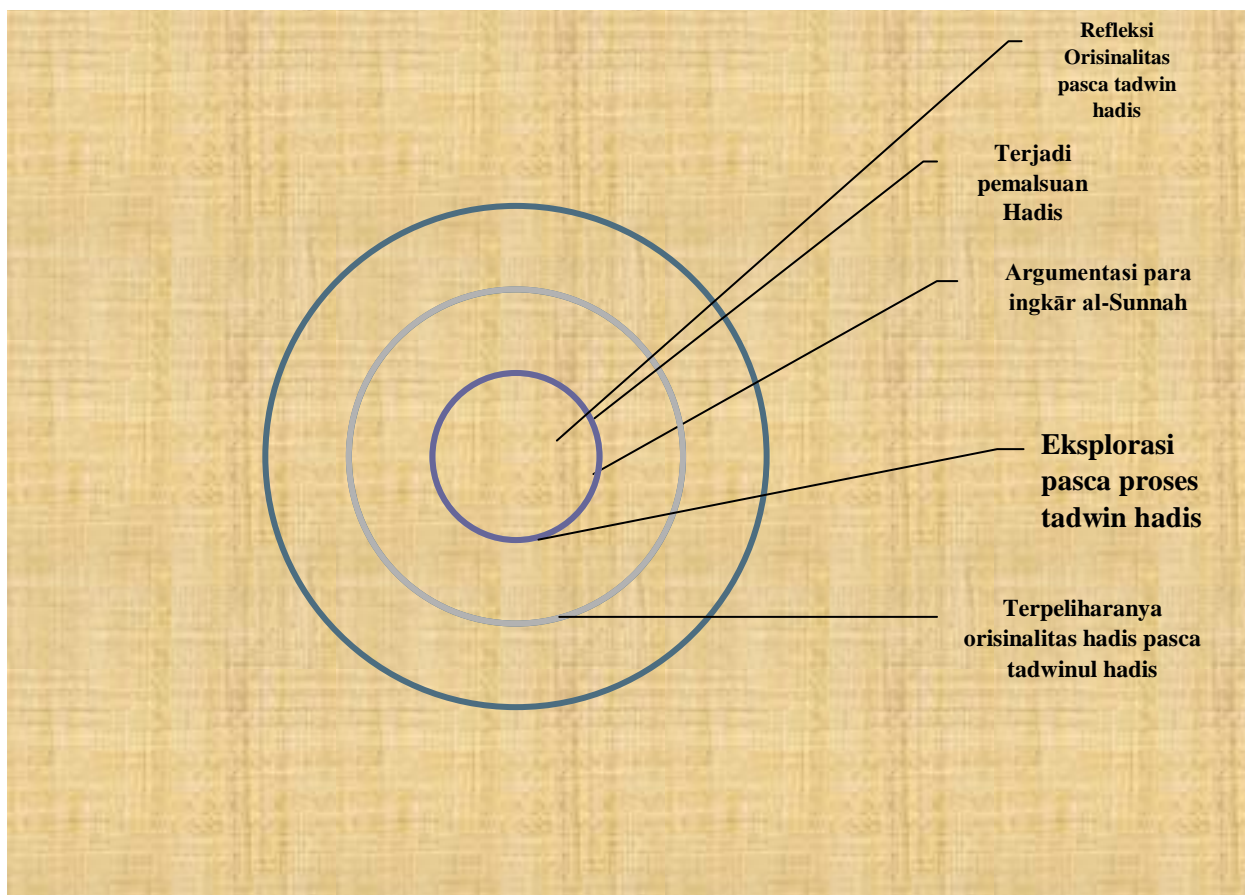 Refleksi
Orisinalitas
pasca tadwin
hadis
Terjadi
pemalsuan
Hadis
Argumentasi para
ingkār al-Sunnah
Eksplorasi
pasca proses
tadwin hadis
Terpeliharanya
orisinalitas hadis pasca
tadwinul hadis